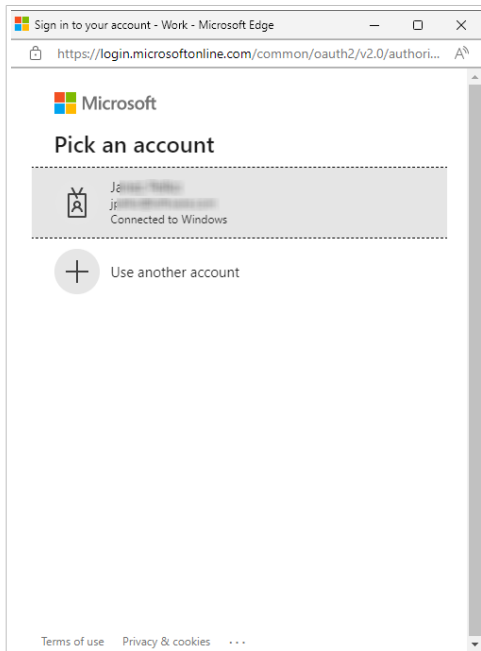 Sign in to your account - Work - Microsoft Edge
https://login.microsoftonline.com/common/oauth2/v2.0/authori...
Microsoft
Pick an account
Connected to Windows
Use another account
Terms of use Privacy & cookies ...